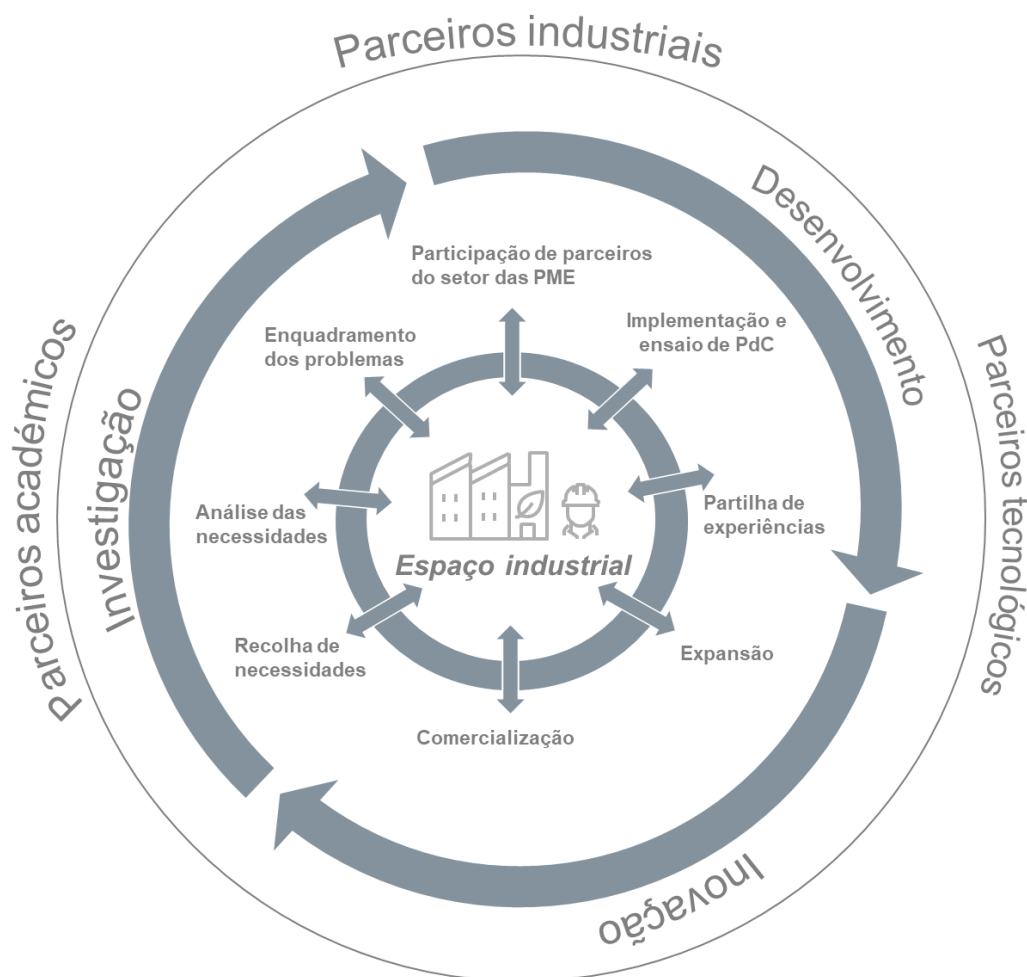 Parceiros industriais
Desenvolvimento
Parceiros tecnológicos
Parceiros académicos
Investigação
Inovação
Participação de parceiros
do setor das PME
Enquadramento
dos problemas
Implementação e
ensaio de PdC
Análise das
necessidades
Partilha de
experiências
Espaço industrial
Recolha de
necessidades
Expansão
Comercialização